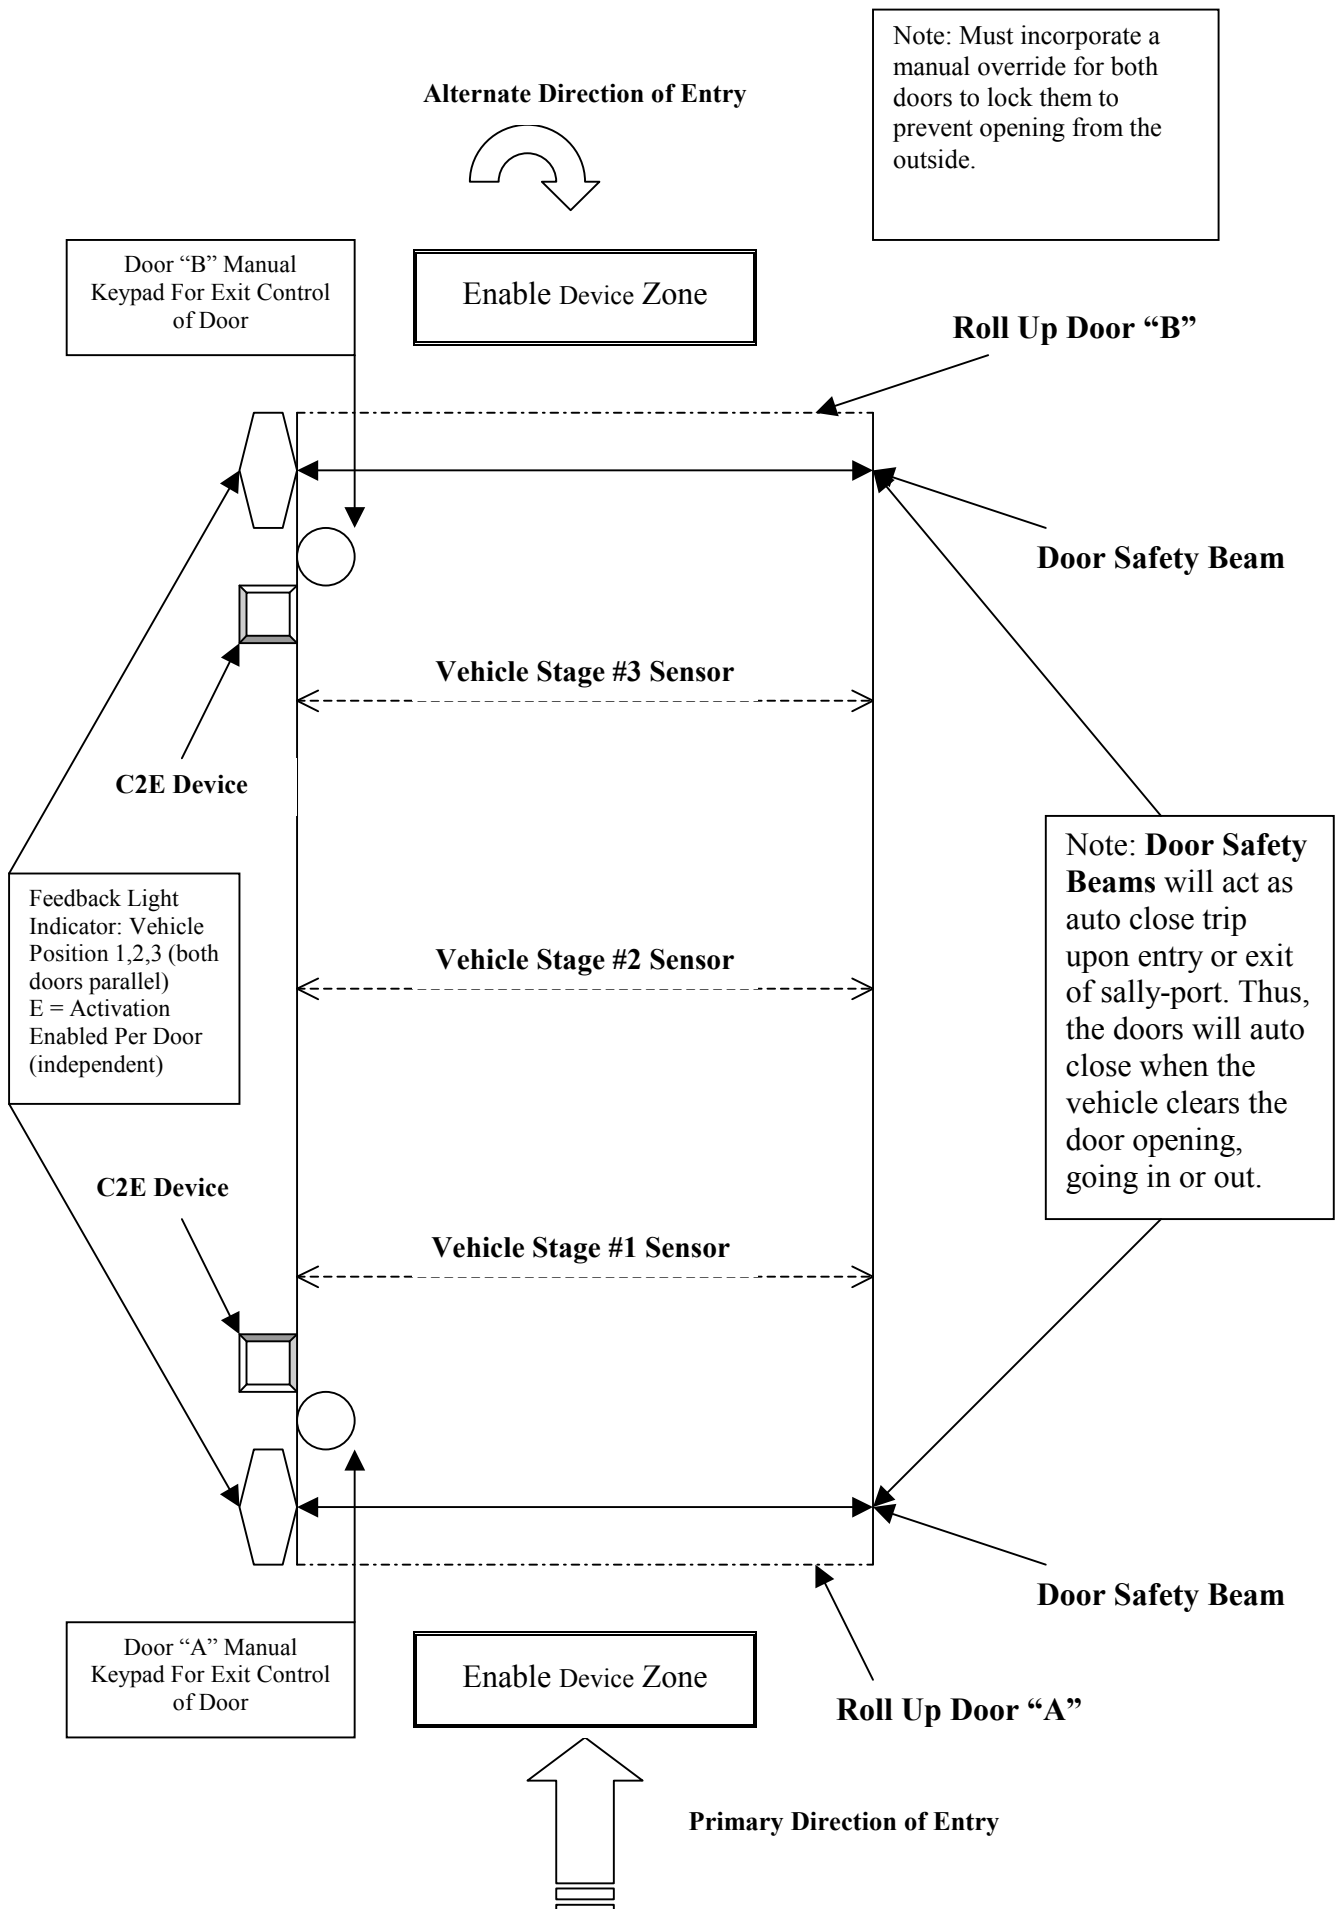 Note: Must incorporate a
manual override for both
doors to lock them to
prevent opening from the
outside.
Alternate Direction of Entry
Door “B” Manual
Keypad For Exit Control
of Door
Enable Device Zone
Roll Up Door “B”
Door Safety Beam
Vehicle Stage #3 Sensor
C2E Device
Note: Door Safety
Beams will act as
auto close trip
upon entry or exit
of sally-port. Thus,
the doors will auto
close when the
vehicle clears the
door opening,
going in or out.
Feedback Light
Indicator: Vehicle
Position 1,2,3 (both
doors parallel)
E = Activation
Enabled Per Door
(independent)
Vehicle Stage #2 Sensor
C2E Device
Vehicle Stage #1 Sensor
Door Safety Beam
Door “A” Manual
Keypad For Exit Control
of Door
Enable Device Zone
Roll Up Door “A”
Primary Direction of Entry